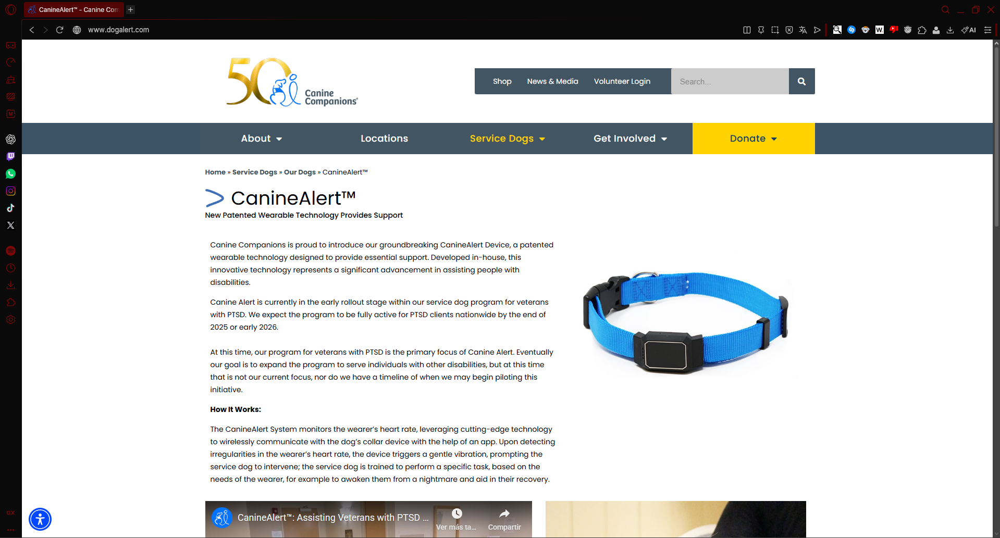 CanineAlert™ - Canine Com
www.dogalert.com
W.
AI
50
Canine
Companions®
Shop
News & Media
Volunteer Login
Search...
About
Locations
Service Dogs
Get Involved
Donate
Home » Service Dogs » Our Dogs » CanineAlert™
CanineAlert™
New Patented Wearable Technology Provides Support
Canine Companions is proud to introduce our groundbreaking CanineAlert Device, a patented
wearable technology designed to provide essential support. Developed in-house, this
innovative technology represents a significant advancement in assisting people with
disabilities.
Canine Alert is currently in the early rollout stage within our service dog program for veterans
with PTSD. We expect the program to be fully active for PTSD clients nationwide by the end of
2025 or early 2026.
At this time, our program for veterans with PTSD is the primary focus of Canine Alert. Eventually
our goal is to expand the program to serve individuals with other disabilities, but at this time
that is not our current focus, nor do we have a timeline of when we may begin piloting this
initiative.
How It Works:
The CanineAlert System monitors the wearer’s heart rate, leveraging cutting-edge technology
to wirelessly communicate with the dog’s collar device with the help of an app. Upon detecting
irregularities in the wearer’s heart rate, the device triggers a gentle vibration, prompting the
service dog to intervene; the service dog is trained to perform a specific task, based on the
needs of the wearer, for example to awaken them from a nightmare and aid in their recovery.
CanineAlert™: Assisting Veterans with PTSD ...
Ver más ta...
Compartir
GX